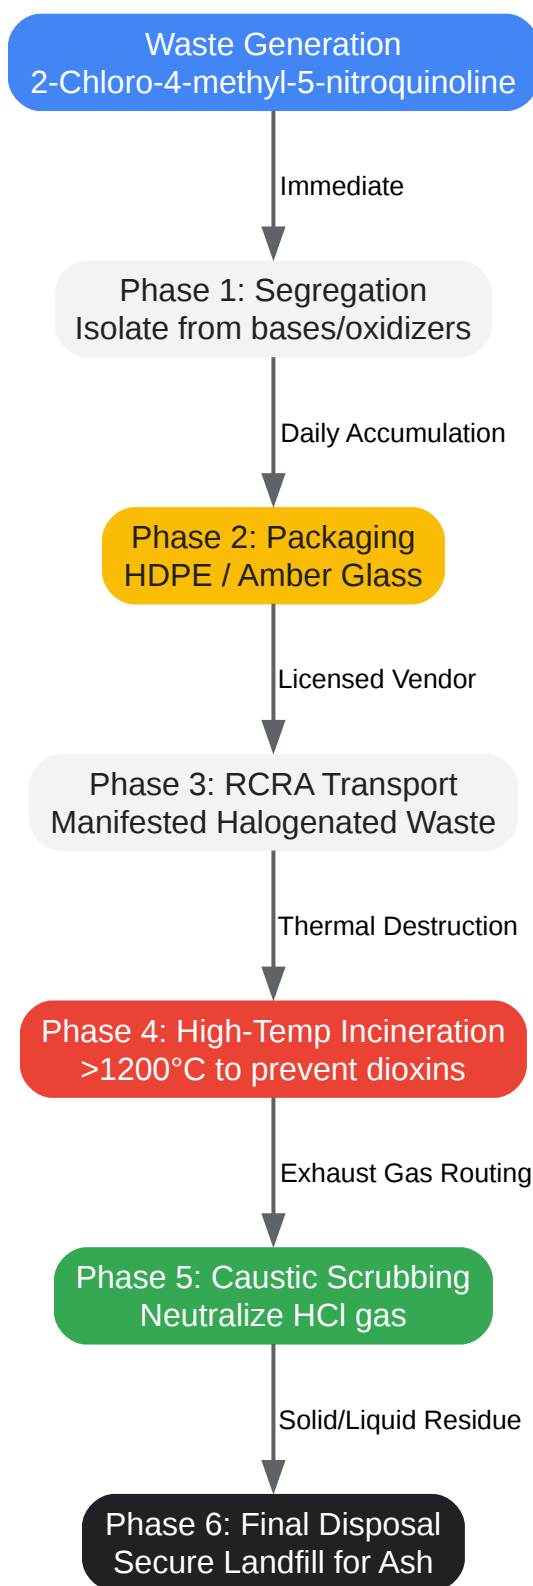 Waste Generation
2-Chloro-4-methyl-5-nitroquinoline
Immediate
Phase 1: Segregation
Isolate from bases/oxidizers
Daily Accumulation
Phase 2: Packaging
HDPE / Amber Glass
Licensed Vendor
Phase 3: RCRA Transport
Manifested Halogenated Waste
Thermal Destruction
Phase 4: High-Temp Incineration
>1200°C to prevent dioxins
Exhaust Gas Routing
Phase 5: Caustic Scrubbing
Neutralize HCl gas
Solid/Liquid Residue
Phase 6: Final Disposal
Secure Landfill for Ash